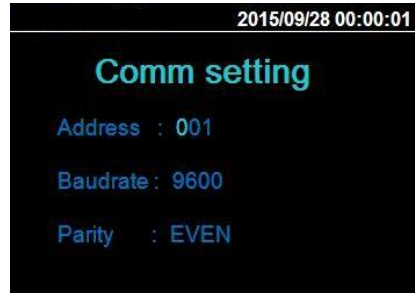 2015/09/28 00:00:01
Comm setting
Address : 001
Baudrate : 9600
Parity : EVEN